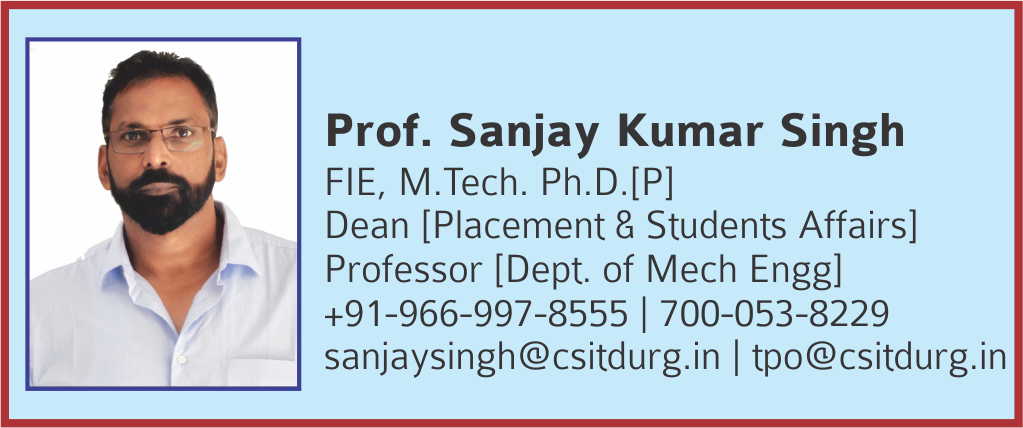 Prof. Sanjay Kumar Singh
FIE, M.Tech. Ph.D.[P]
Dean [Placement & Students Affairs]
Professor [Dept. of Mech Engg]
+91-966-997-8555 | 700-053-8229
sanjaysingh@csitdurg.in | tpo@csitdurg.in